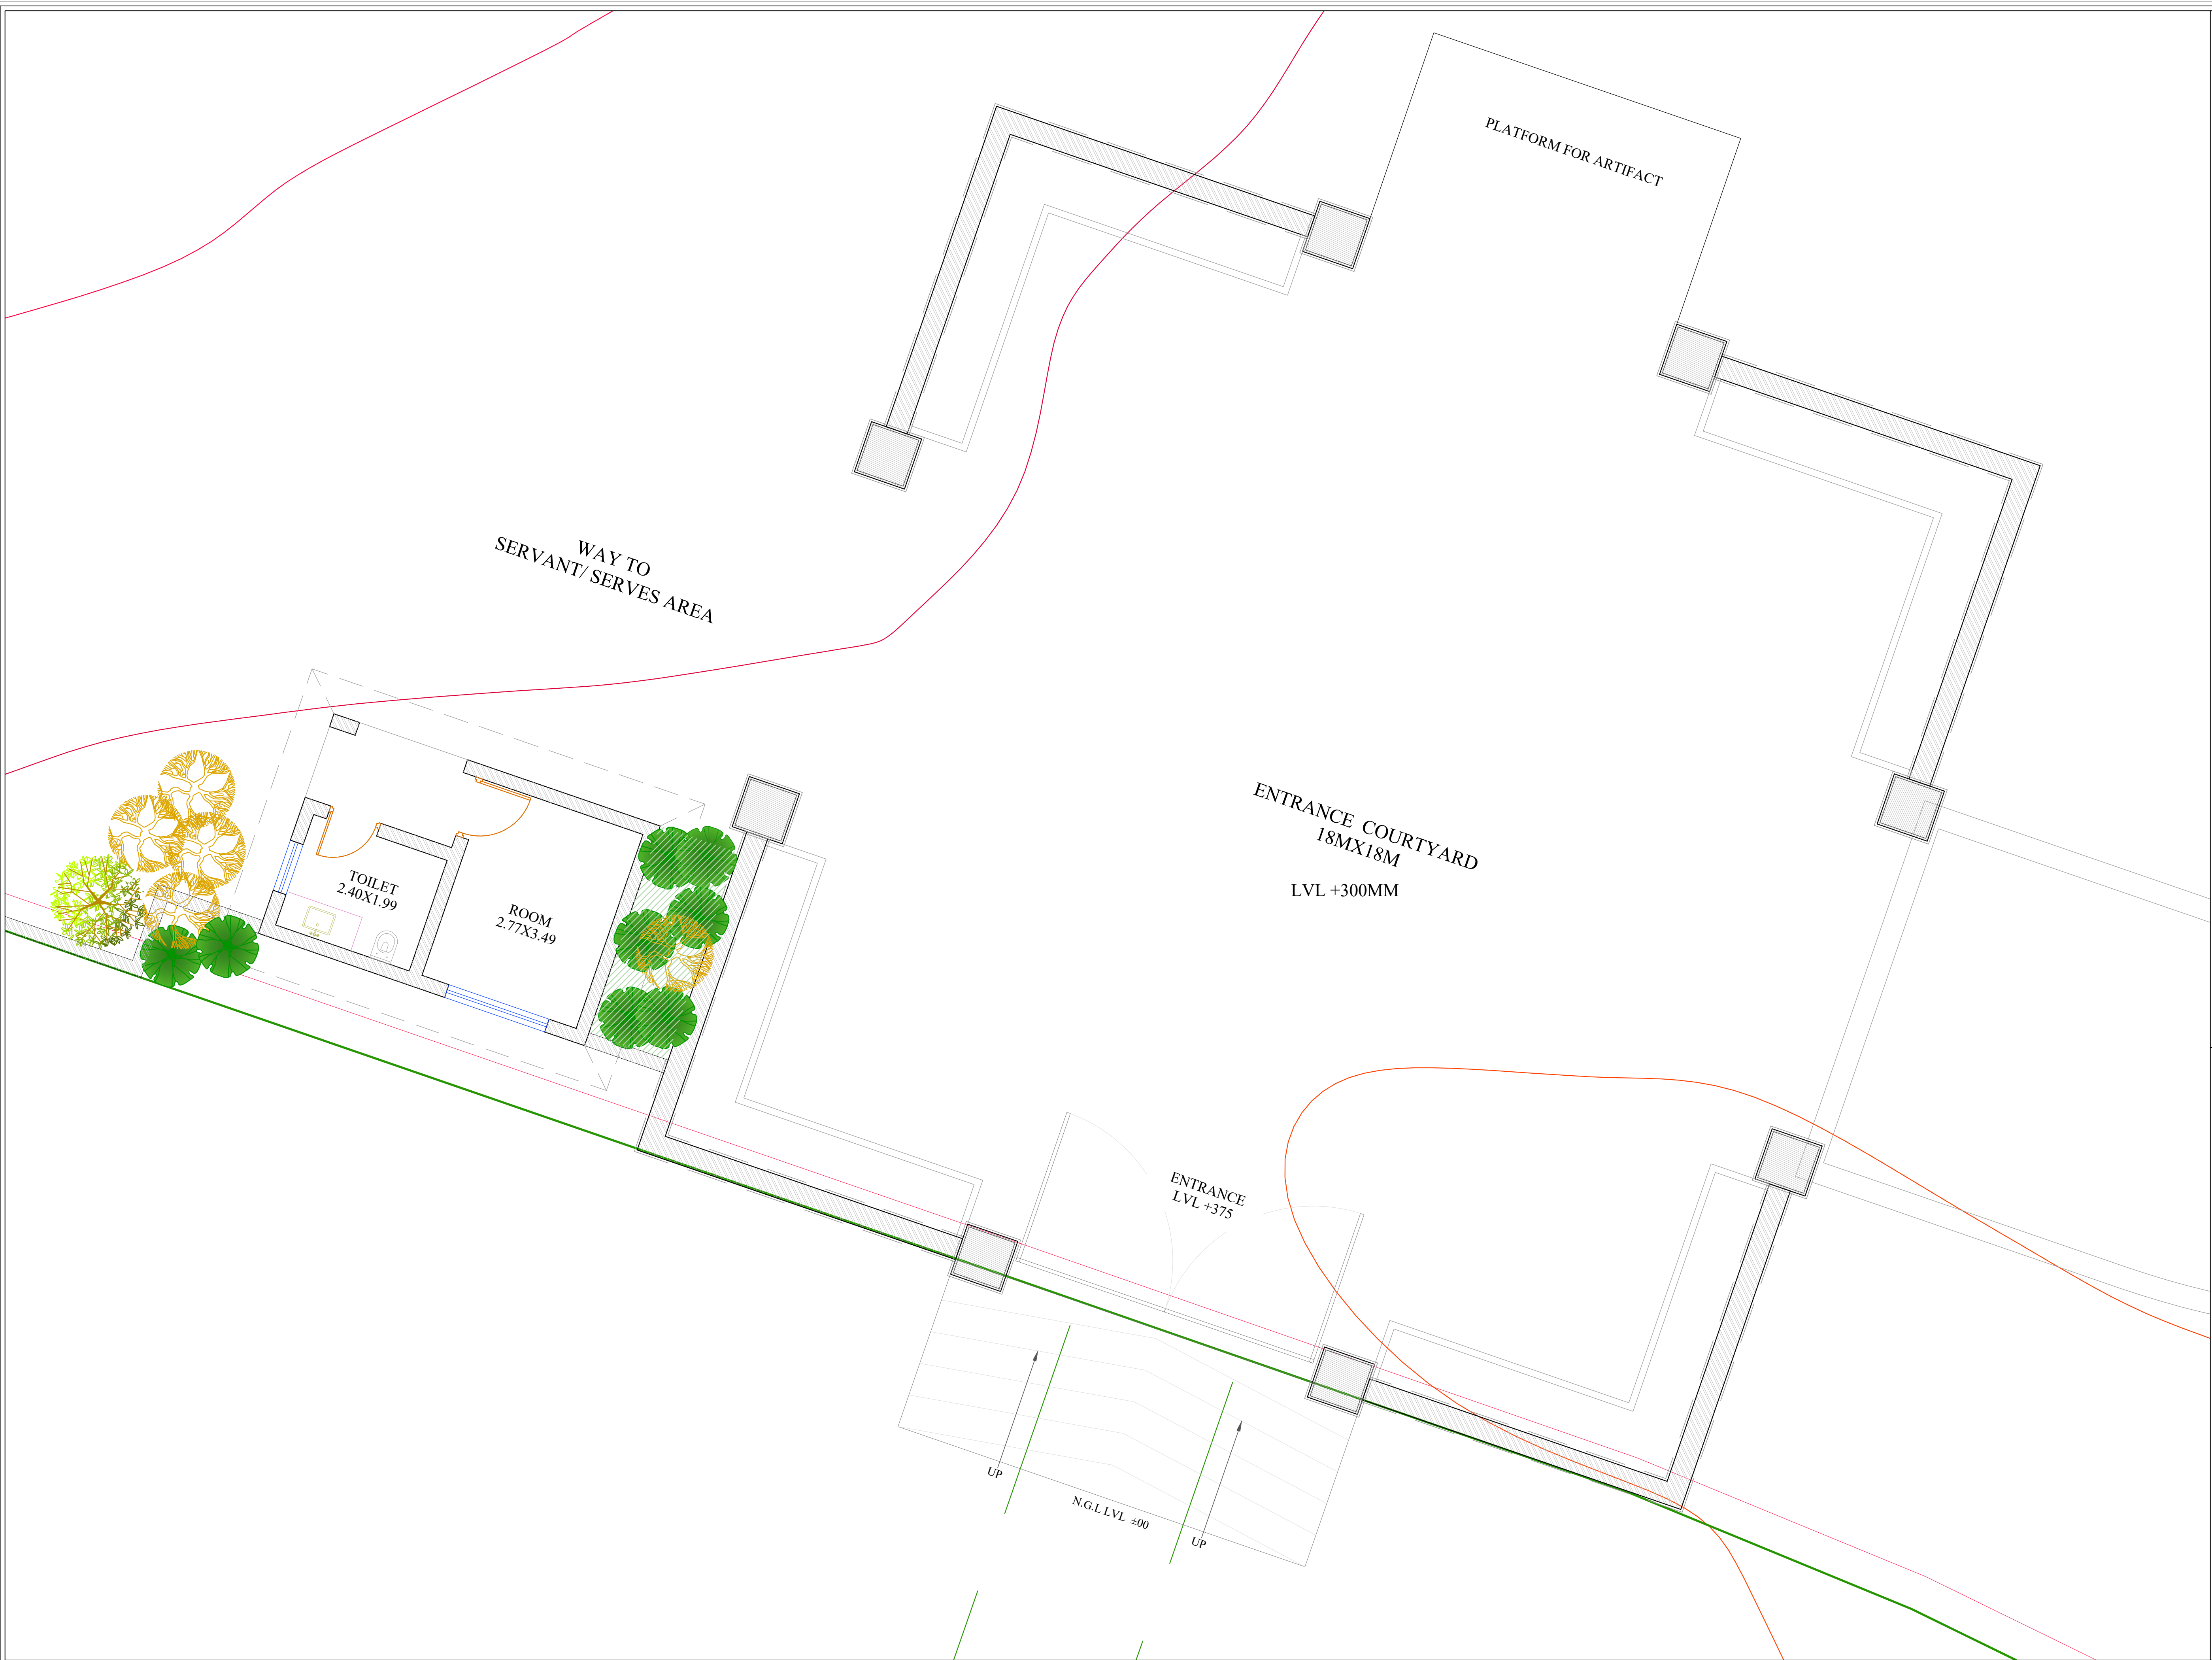 PLATFORM FOR ARTIFACT
WAY TO
SERVANT/ SERVES AREA
ENTRANCE COURTYARD
18MX18M
LVL +300MM
TOILET
2.40X1.99
ROOM
2.77X3.49
ENTRANCE
LVL +375
UP
N.G.L LVL ±00
UP